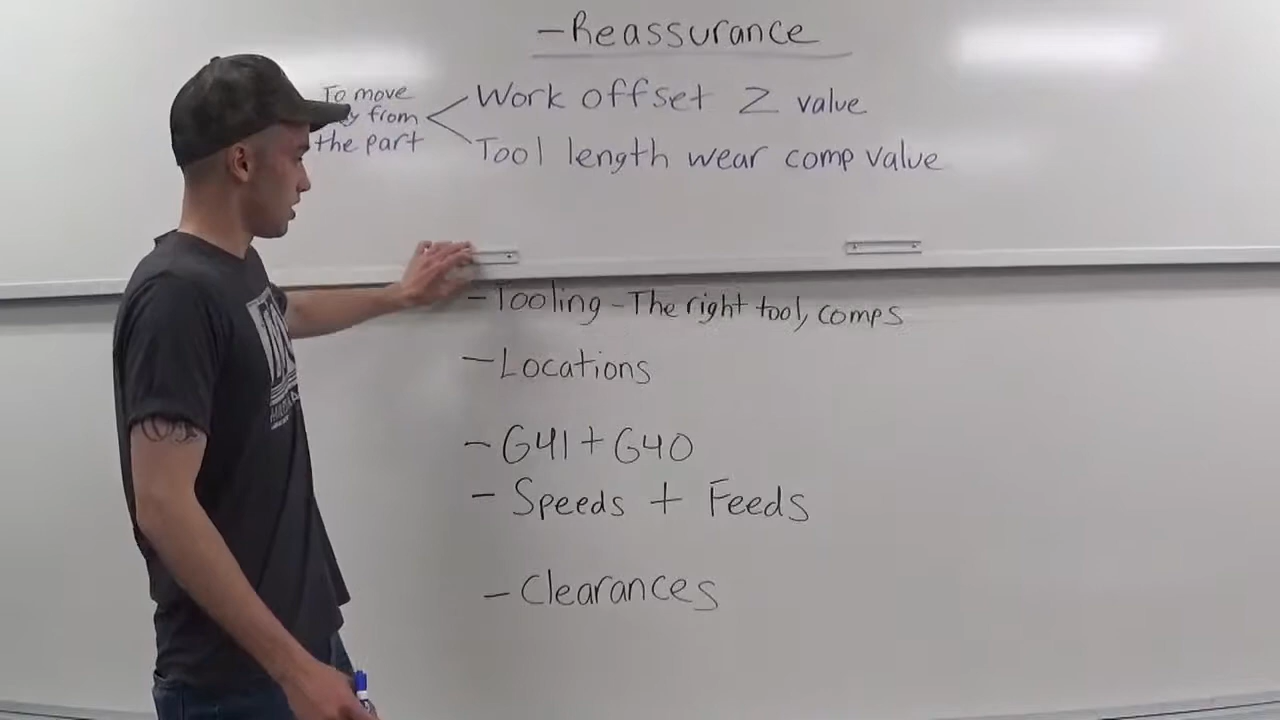 - Reassurance
To move
from
the part
Work offset Z value
Tool length wear comp value
- Tooling - The right tool, comps
- Locations
- G41 + G40
- Speeds + Feeds
- Clearances